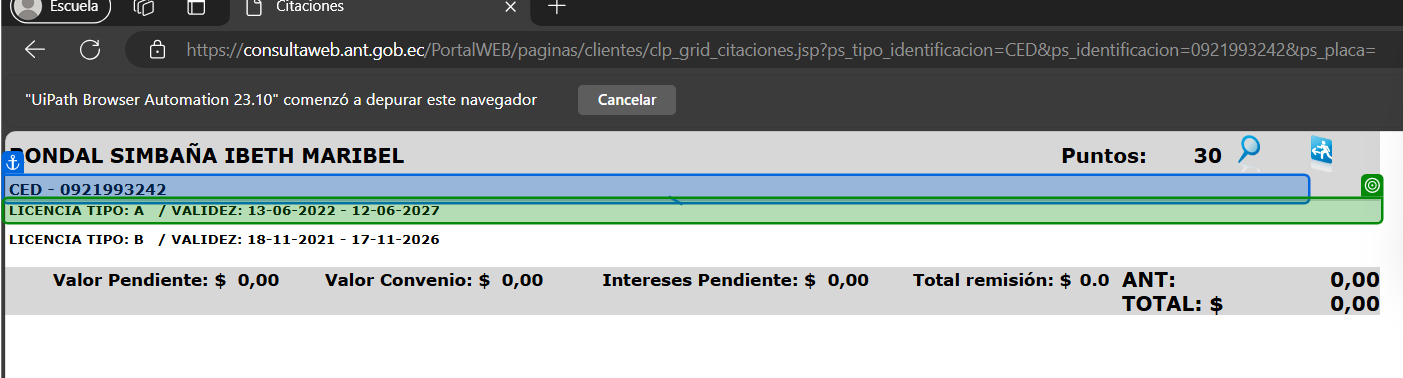 Escuela
Citaciones
https://consultaweb.ant.gob.ec/PortalWEB/paginas/clientes/clp_grid_citaciones.jsp?ps_tipo_identificacion=CED&ps_identificacion=0921993242&ps_placa=
"UiPath Browser Automation 23.10" comenzó a depurar este navegador Cancelar
ONDAL SIMBAÑA IBETH MARIBEL Puntos: 30
CED - 0921993242
LICENCIA TIPO: A / VALIDEZ: 13-06-2022 - 12-06-2027
LICENCIA TIPO: B / VALIDEZ: 18-11-2021 - 17-11-2026
Valor Pendiente: $ 0,00 Valor Convenio: $ 0,00 Intereses Pendiente: $ 0,00 Total remisión: $ 0.0 ANT: 0,00
TOTAL: $ 0,00